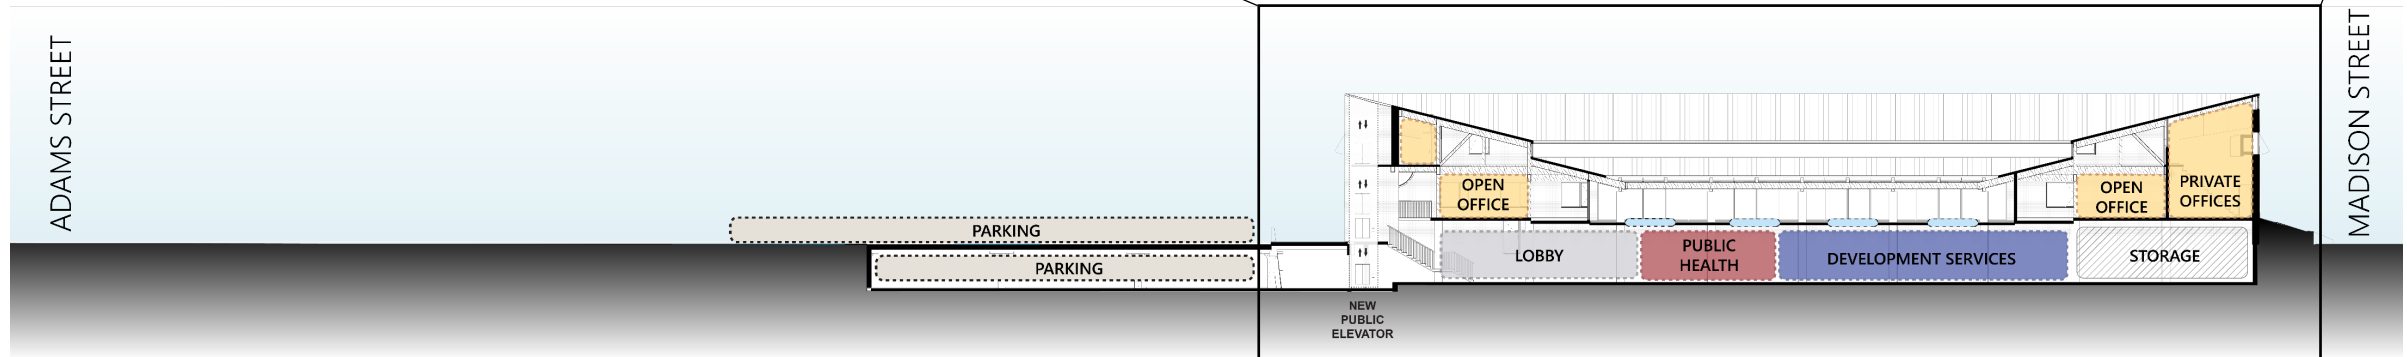 ADAMS STREET
PARKING
PARKING
NEW
PUBLIC
ELEVATOR
OPEN
OFFICE
LOBBY
PUBLIC
HEALTH
DEVELOPMENT SERVICES
OPEN
OFFICE
PRIVATE
OFFICES
STORAGE
MADISON STREET